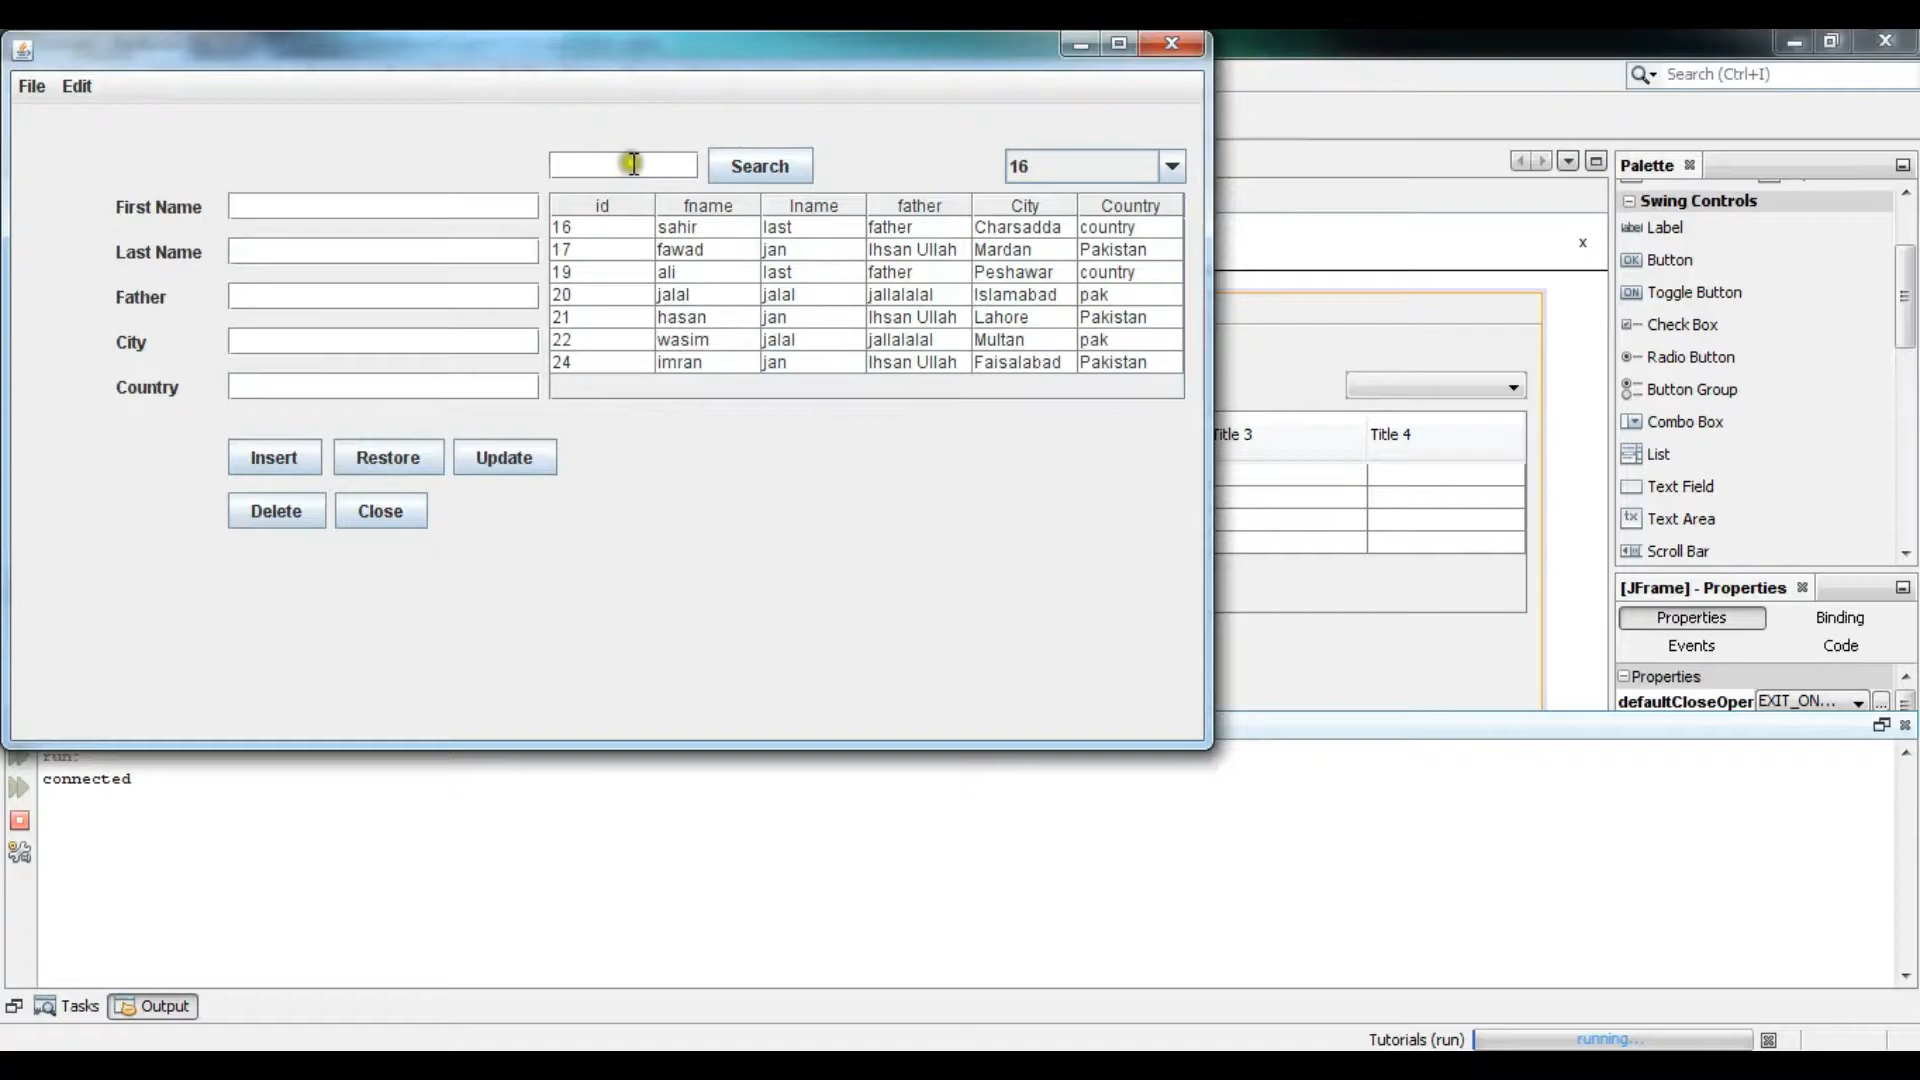 File Edit
Search (Ctrl+I)
Search
16
First Name
Last Name
Father
City
Country
id fname lname father City Country
16 sahir last father Charsadda country
17 fawad jan Ihsan Ullah Mardan Pakistan
19 ali last father Peshawar country
20 jalal jalal jallalalal Islamabad pak
21 hasan jan Ihsan Ullah Lahore Pakistan
22 wasim jalal jallalalal Multan pak
24 imran jan Ihsan Ullah Faisalabad Pakistan
Insert Restore Update
Delete Close
x
Title 3 Title 4
Palette
Swing Controls
label Label
OK Button
ON Toggle Button
Check Box
Radio Button
Button Group
Combo Box
List
Text Field
tx Text Area
Scroll Bar
[JFrame] - Properties
Properties Binding
Events Code
Properties
defaultCloseOper EXIT_ON... ...
run:
connected
Tasks Output
Tutorials (run) running...